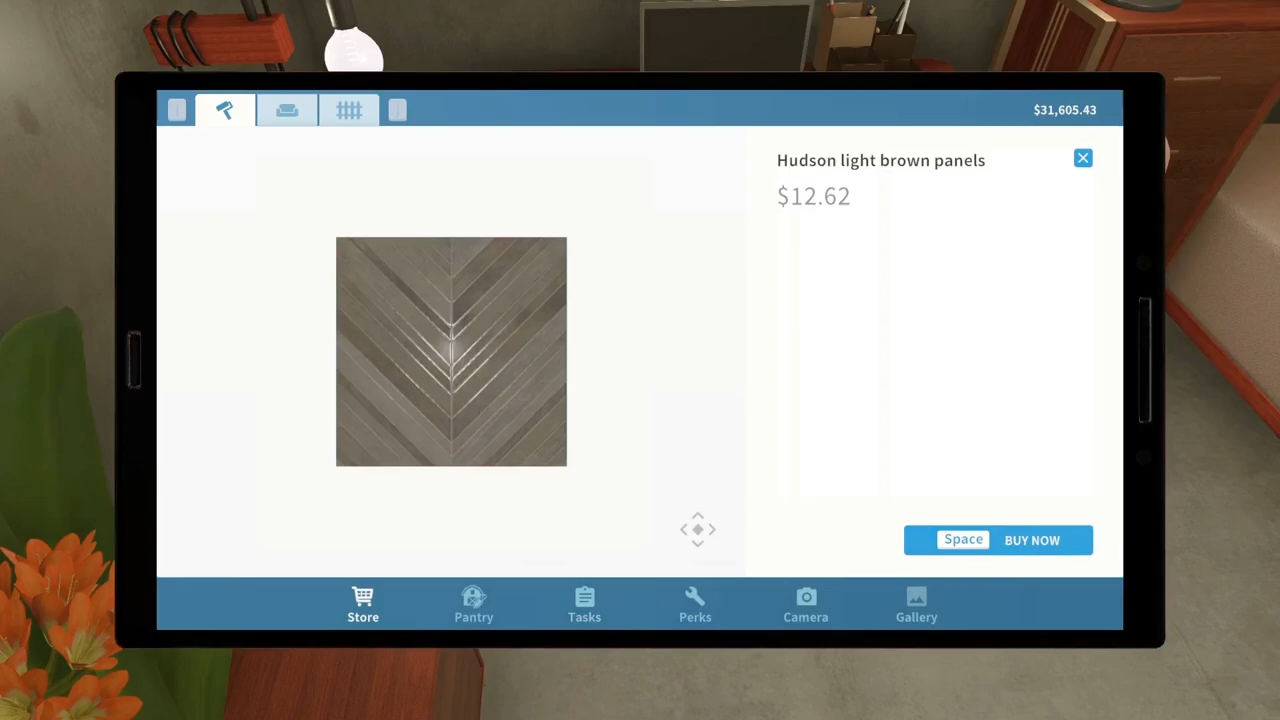 $31,605.43
Hudson light brown panels
$12.62
Space BUY NOW
Store
Pantry
Tasks
Perks
Camera
Gallery